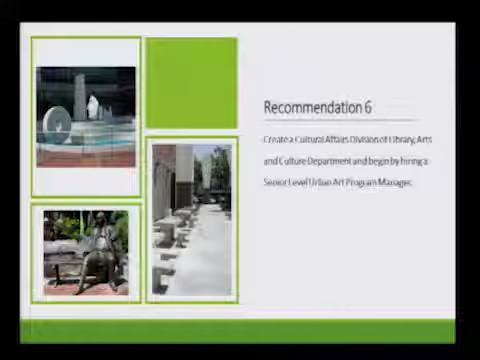 Recommendation 6
Create a Cultural Affairs Division of Library, Arts
and Culture Department and begin by hiring a
Senior Level Urban Art Program Manager.